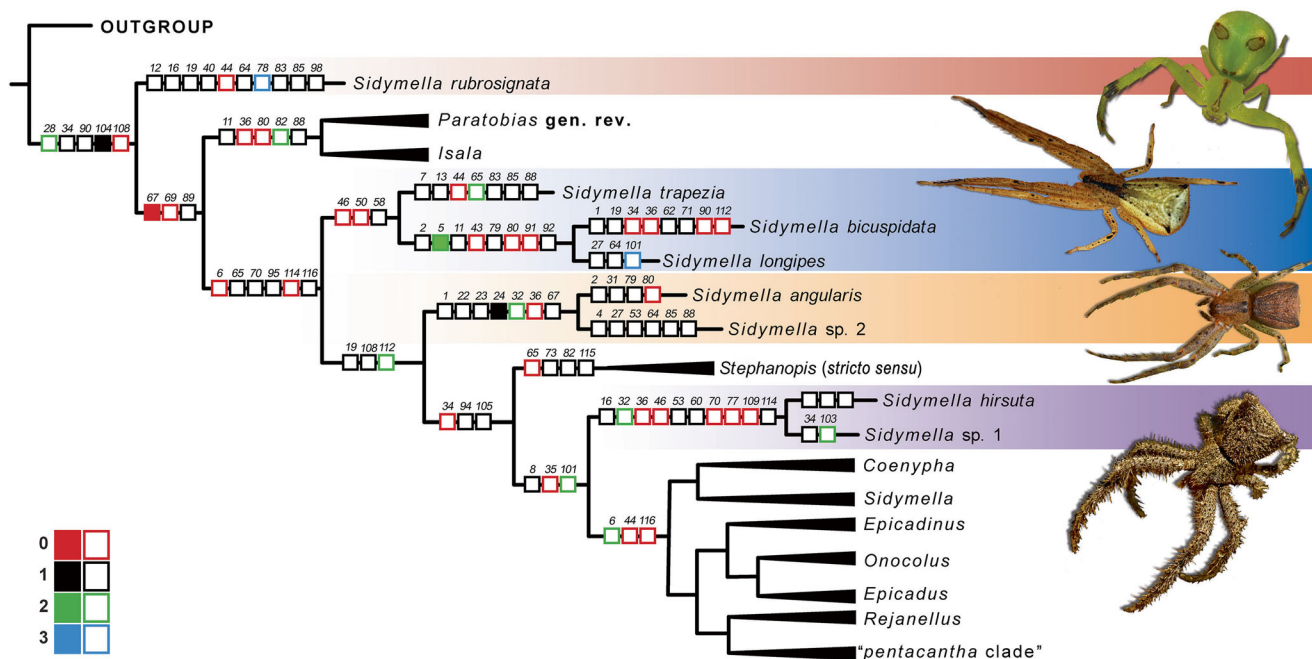 OUTGROUP
12 16 19 40 44 64 78 83 85 98
Sidymella rubrosignata
28 34 90 104 108
11 36 80 82 88
Paratobias gen. rev.
Isala
67 69 89
7 13 44 65 83 85 88
Sidymella trapezia
46 50 58
1 19 34 36 62 71 90 112
Sidymella bicuspidata
2 5 11 43 79 80 91 92
27 64 101
Sidymella longipes
6 65 70 95 114 116
2 31 79 80
Sidymella angularis
1 22 23 24 32 36 67
4 27 53 64 85 88
Sidymella sp. 2
19 108 112
65 73 82 115
Stephanopis (stricto sensu)
34 94 105
16 32 36 46 53 60 70 77 109 114
Sidymella hirsuta
34 103
Sidymella sp. 1
8 35 101
Coenypha
Sidymella
6 44 116
Epicadinus
Onocolus
Epicadus
Rejanellus
"pentacantha clade"
0
1
2
3